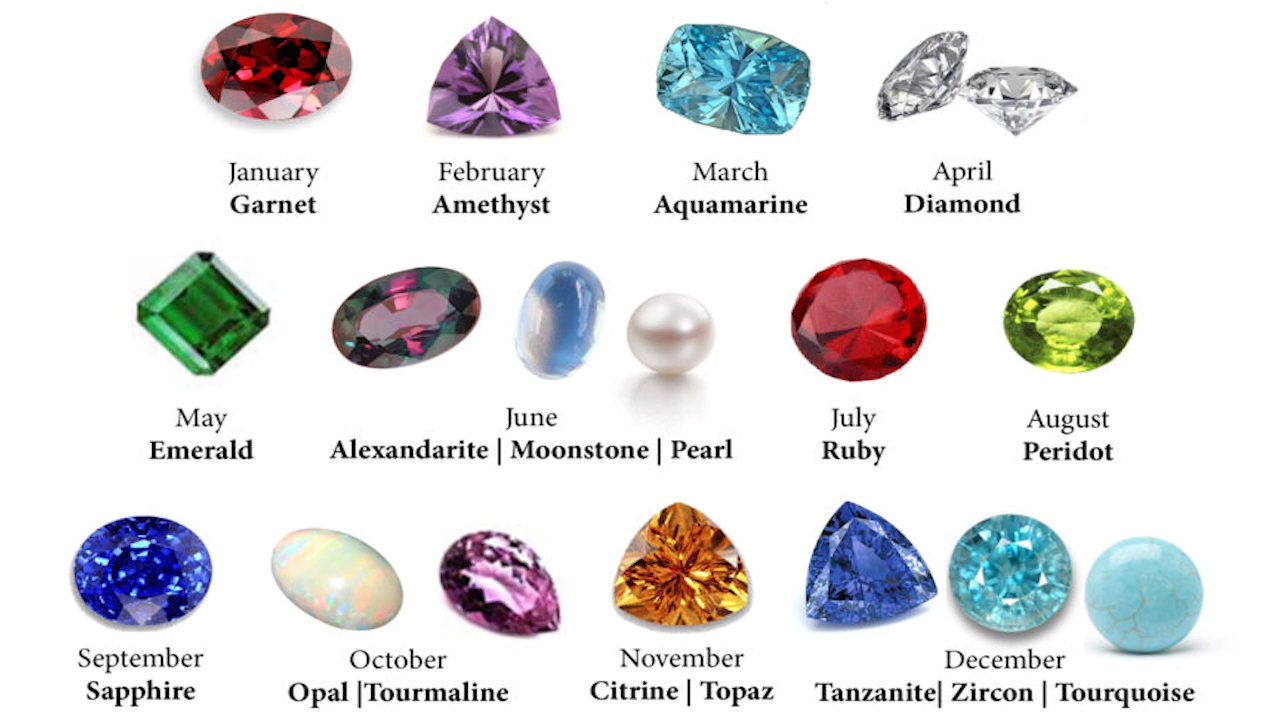 January
Garnet
February
Amethyst
March
Aquamarine
April
Diamond
May
Emerald
June
Alexandarite | Moonstone | Pearl
July
Ruby
August
Peridot
September
Sapphire
October
Opal |Tourmaline
November
Citrine | Topaz
December
Tanzanite| Zircon | Tourquoise